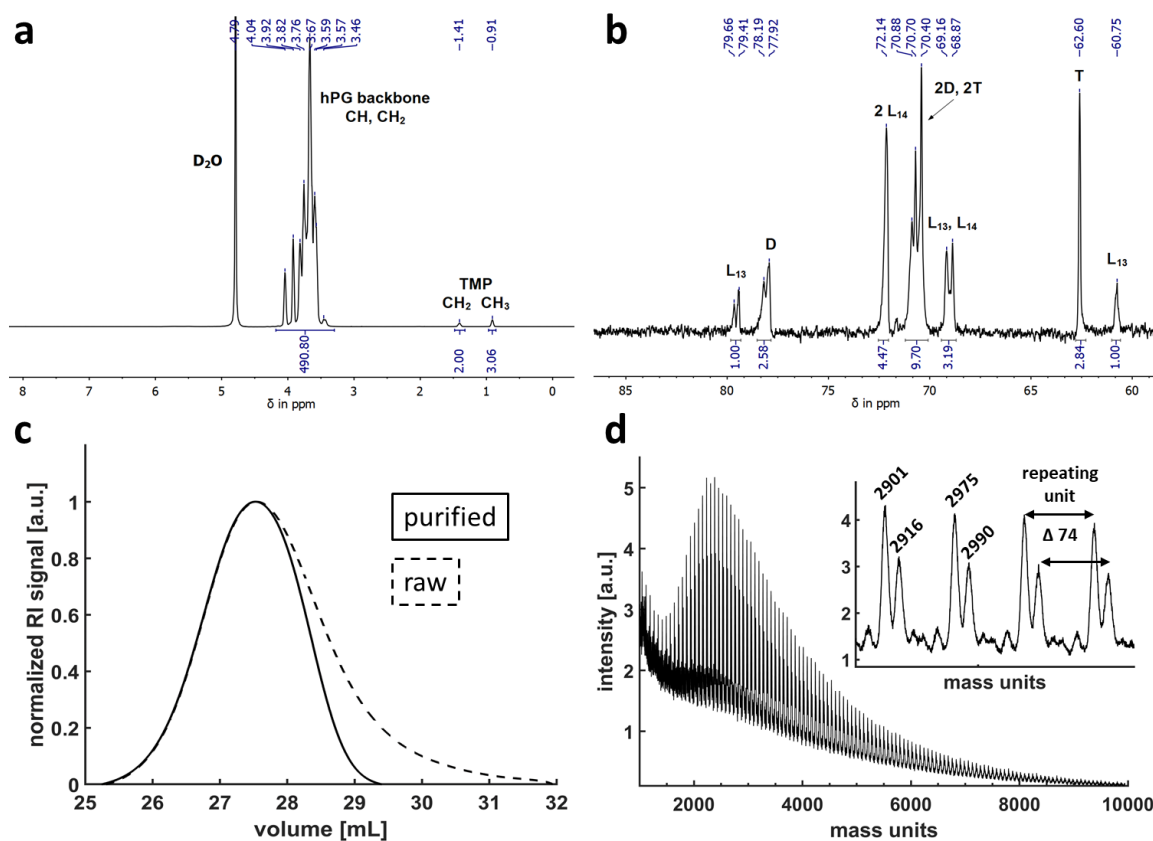 a
4.79 4.04 3.92 3.82 3.76 3.67 3.59 3.57 3.46 −1.41 −0.91
hPG backbone
CH, CH₂
D₂O
TMP
CH₂ CH₃
490.80 2.00 3.06
8 7 6 5 4 3 2 1 0
δ in ppm
b
79.66 79.41 78.19 77.92 72.14 70.88 70.70 70.40 69.16 68.87 −62.60 −60.75
T
2D, 2T
2 L₁₄
L₁₃, L₁₄
D
L₁₃
L₁₃
1.00 2.58 4.47 9.70 3.19 2.84 1.00
85 80 75 70 65 60
δ in ppm
c
normalized RI signal [a.u.]
1
0.8
0.6
0.4
0.2
0
purified
raw
25 26 27 28 29 30 31 32
volume [mL]
d
intensity [a.u.]
5
4
3
2
1
2000 4000 6000 8000 10000
mass units
2901 2975 repeating
2916 2990 unit
Δ 74
4
3
2
1
mass units